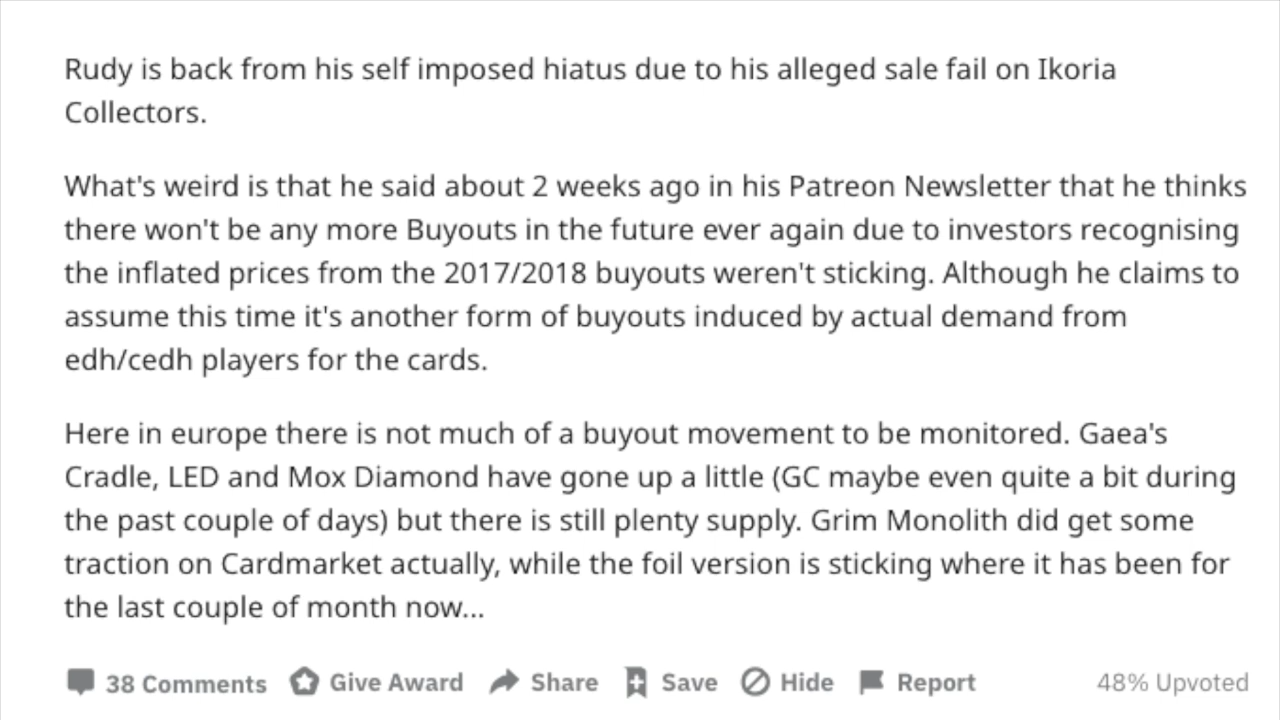 Rudy is back from his self imposed hiatus due to his alleged sale fail on Ikoria
Collectors.
What's weird is that he said about 2 weeks ago in his Patreon Newsletter that he thinks
there won't be any more Buyouts in the future ever again due to investors recognising
the inflated prices from the 2017/2018 buyouts weren't sticking. Although he claims to
assume this time it's another form of buyouts induced by actual demand from
edh/cedh players for the cards.
Here in europe there is not much of a buyout movement to be monitored. Gaea's
Cradle, LED and Mox Diamond have gone up a little (GC maybe even quite a bit during
the past couple of days) but there is still plenty supply. Grim Monolith did get some
traction on Cardmarket actually, while the foil version is sticking where it has been for
the last couple of month now...
38 Comments Give Award Share Save Hide Report 48% Upvoted